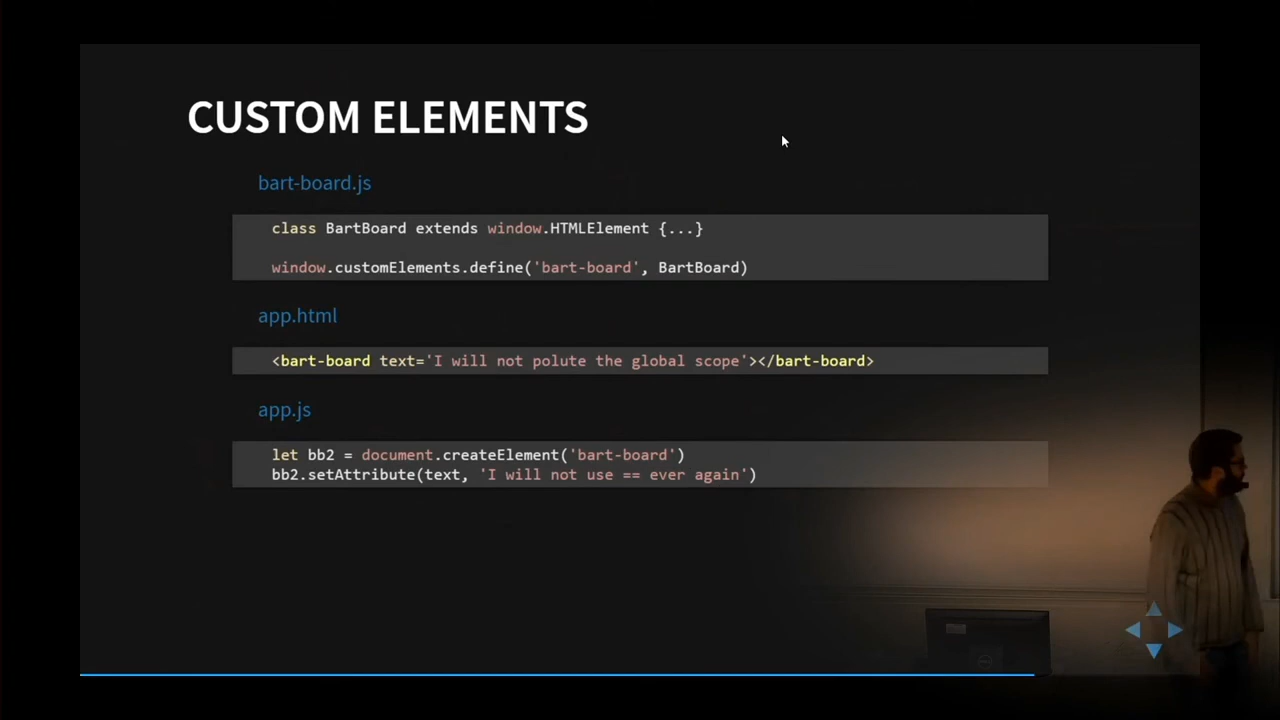 CUSTOM ELEMENTS
bart-board.js
class BartBoard extends window.HTMLElement {...}
window.customElements.define('bart-board', BartBoard)
app.html
<bart-board text='I will not polute the global scope'></bart-board>
app.js
let bb2 = document.createElement('bart-board')
bb2.setAttribute(text, 'I will not use == ever again')